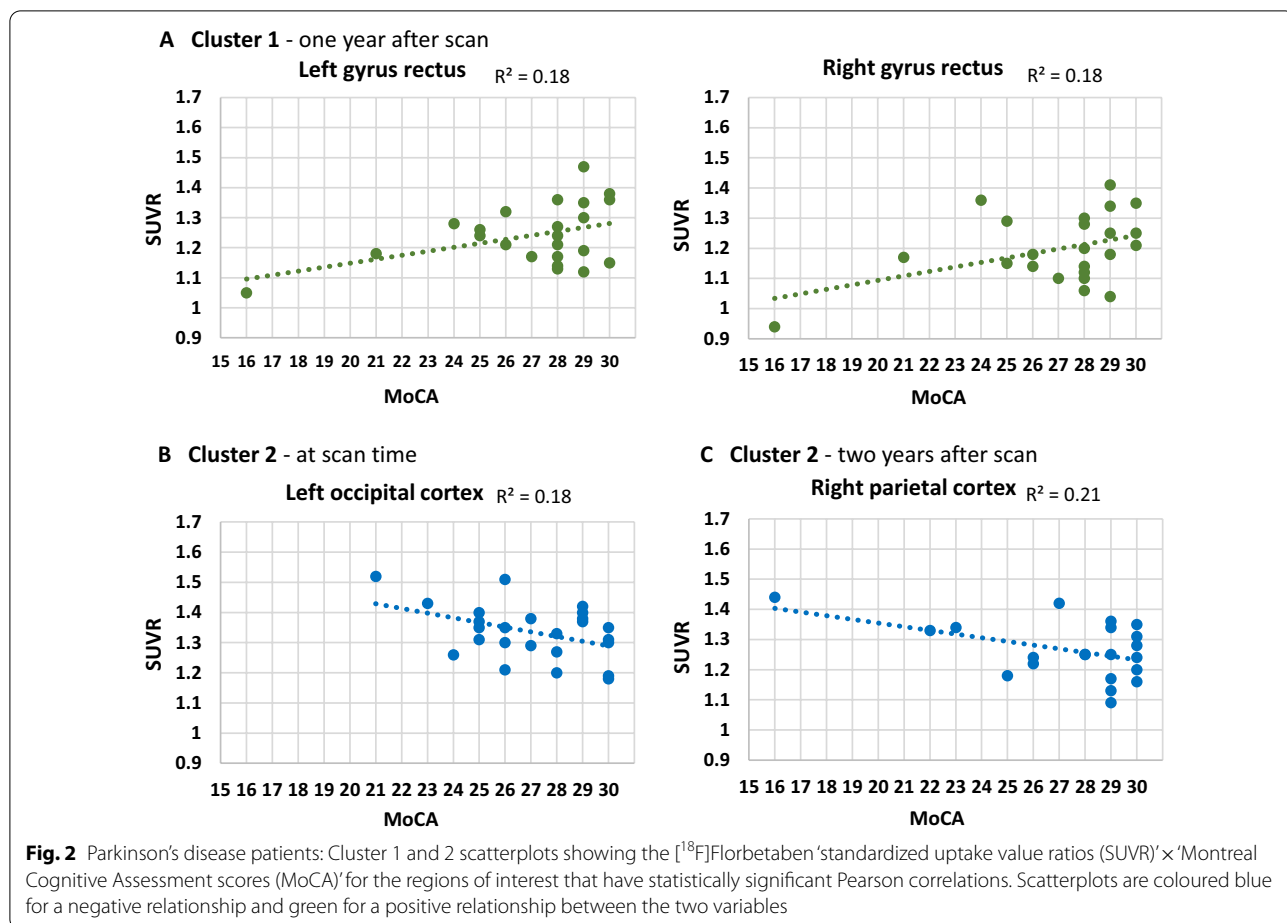 A Cluster 1 - one year after scan
Left gyrus rectus R² = 0.18
1.7
1.6
1.5
1.4
1.3
1.2
1.1
1
0.9
SUVR
15 16 17 18 19 20 21 22 23 24 25 26 27 28 29 30
MoCA
Right gyrus rectus R² = 0.18
1.7
1.6
1.5
1.4
1.3
1.2
1.1
1
0.9
SUVR
15 16 17 18 19 20 21 22 23 24 25 26 27 28 29 30
MoCA
B Cluster 2 - at scan time
Left occipital cortex R² = 0.18
1.7
1.6
1.5
1.4
1.3
1.2
1.1
1
0.9
SUVR
15 16 17 18 19 20 21 22 23 24 25 26 27 28 29 30
MoCA
C Cluster 2 - two years after scan
Right parietal cortex R² = 0.21
1.7
1.6
1.5
1.4
1.3
1.2
1.1
1
0.9
SUVR
15 16 17 18 19 20 21 22 23 24 25 26 27 28 29 30
MoCA
Fig. 2 Parkinson's disease patients: Cluster 1 and 2 scatterplots showing the [¹⁸F]Florbetaben 'standardized uptake value ratios (SUVR)' × 'Montreal
Cognitive Assessment scores (MoCA)' for the regions of interest that have statistically significant Pearson correlations. Scatterplots are coloured blue
for a negative relationship and green for a positive relationship between the two variables